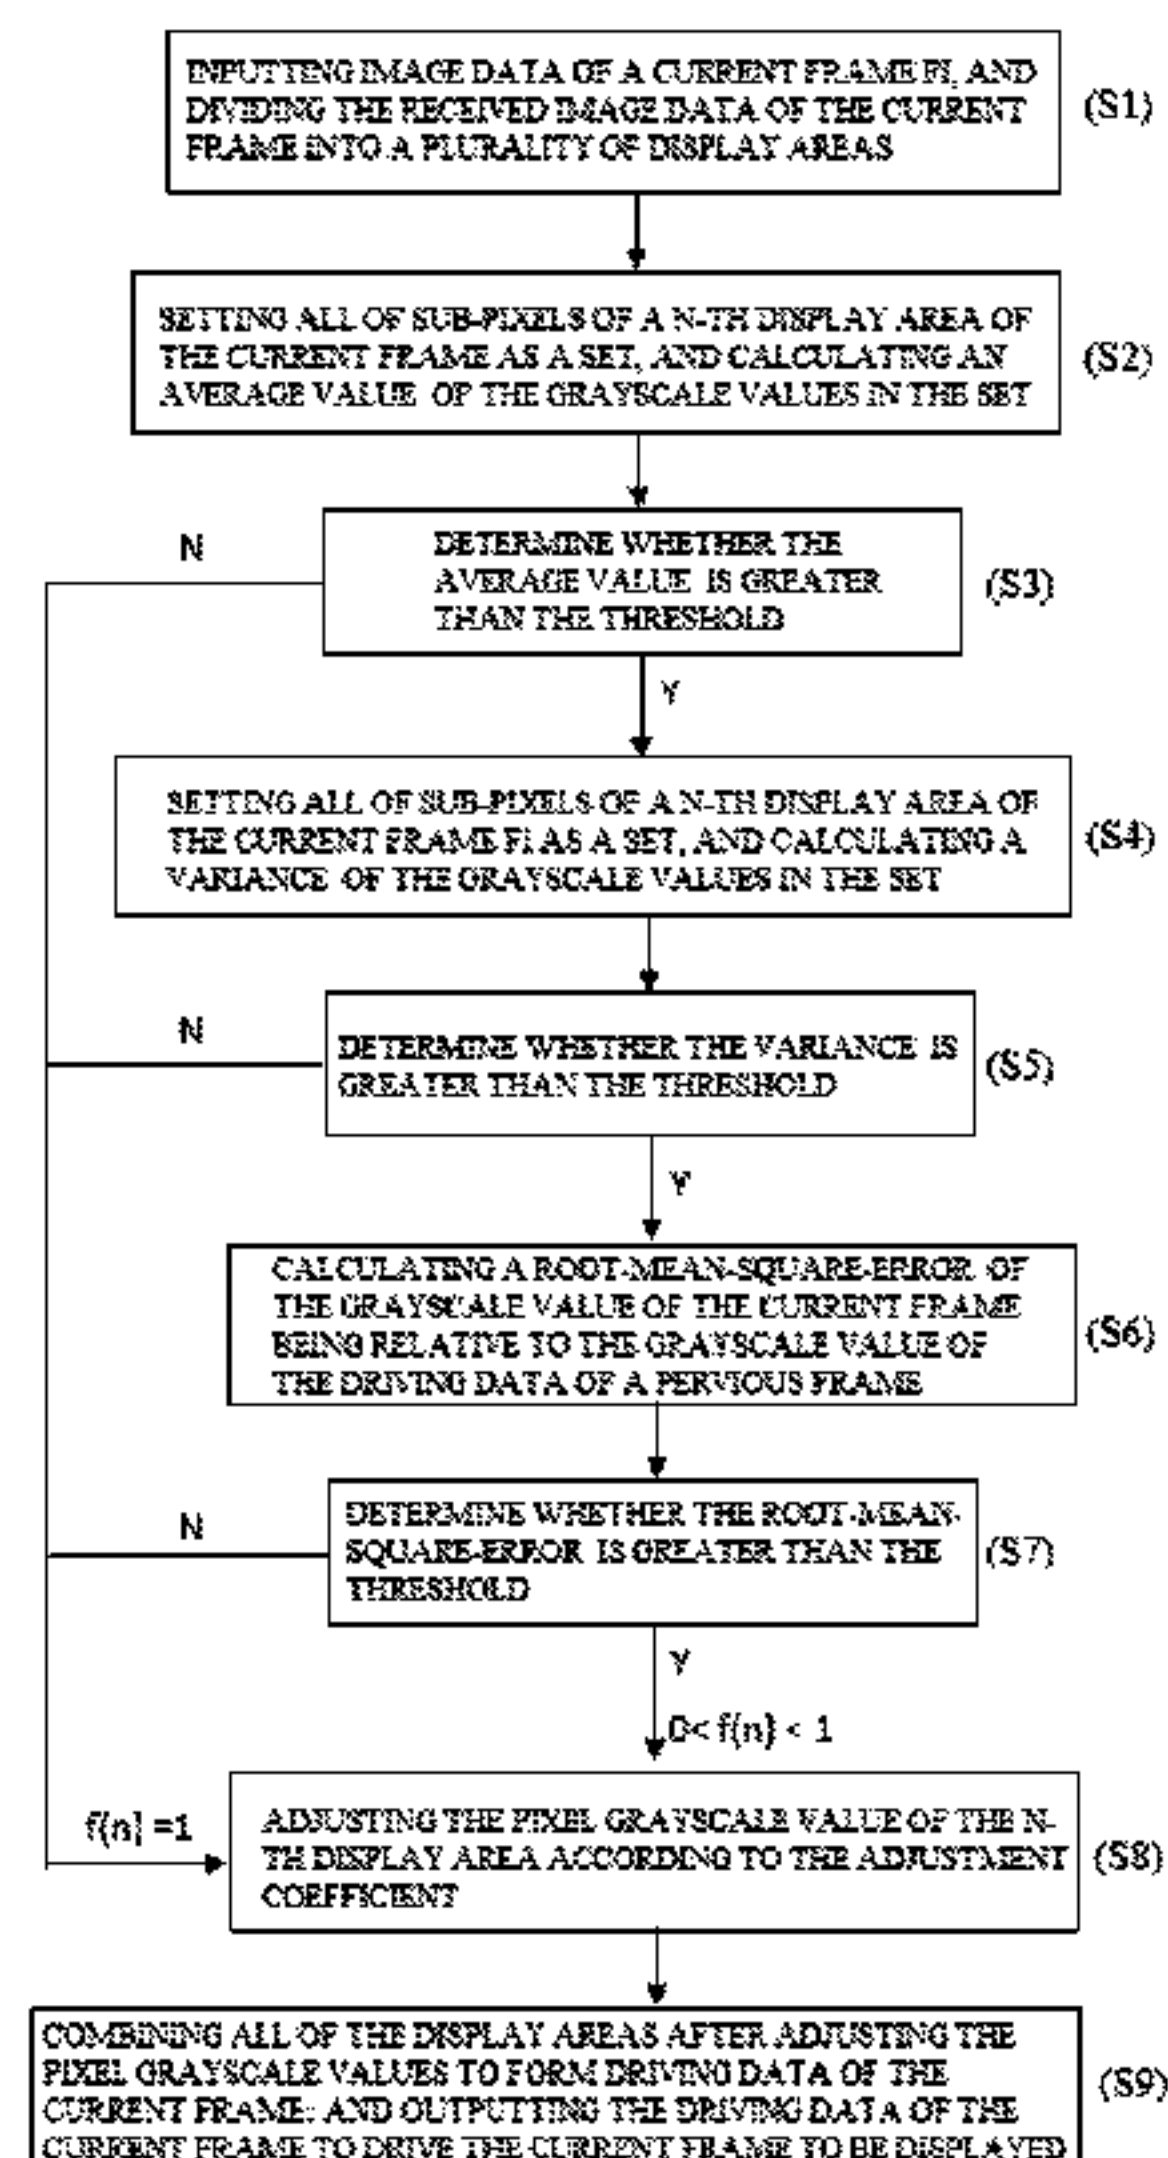 INPUTTING IMAGE DATA OF A CURRENT FRAME Fi, AND
DIVIDING THE RECEIVED IMAGE DATA OF THE CURRENT
FRAME INTO A PLURALITY OF DISPLAY AREAS
(S1)
SETTING ALL OF SUB-PIXELS OF A N-TH DISPLAY AREA OF
THE CURRENT FRAME AS A SET, AND CALCULATING AN
AVERAGE VALUE OF THE GRAYSCALE VALUES IN THE SET
(S2)
DETERMINE WHETHER THE
AVERAGE VALUE IS GREATER
THAN THE THRESHOLD
(S3)
N
Y
SETTING ALL OF SUB-PIXELS OF A N-TH DISPLAY AREA OF
THE CURRENT FRAME Fi AS A SET, AND CALCULATING A
VARIANCE OF THE GRAYSCALE VALUES IN THE SET
(S4)
DETERMINE WHETHER THE VARIANCE IS
GREATER THAN THE THRESHOLD
(S5)
N
Y
CALCULATING A ROOT-MEAN-SQUARE-ERROR OF
THE GRAYSCALE VALUE OF THE CURRENT FRAME
BEING RELATIVE TO THE GRAYSCALE VALUE OF
THE DRIVING DATA OF A PERVIOUS FRAME
(S6)
DETERMINE WHETHER THE ROOT-MEAN-
SQUARE-ERROR IS GREATER THAN THE
THRESHOLD
(S7)
N
Y
0< f(n) < 1
f(n) =1
ADJUSTING THE PIXEL GRAYSCALE VALUE OF THE N-
TH DISPLAY AREA ACCORDING TO THE ADJUSTMENT
COEFFICIENT
(S8)
COMBINING ALL OF THE DISPLAY AREAS AFTER ADJUSTING THE
PIXEL GRAYSCALE VALUES TO FORM DRIVING DATA OF THE
CURRENT FRAME; AND OUTPUTTING THE DRIVING DATA OF THE
CURRENT FRAME TO DRIVE THE CURRENT FRAME TO BE DISPLAYED
(S9)